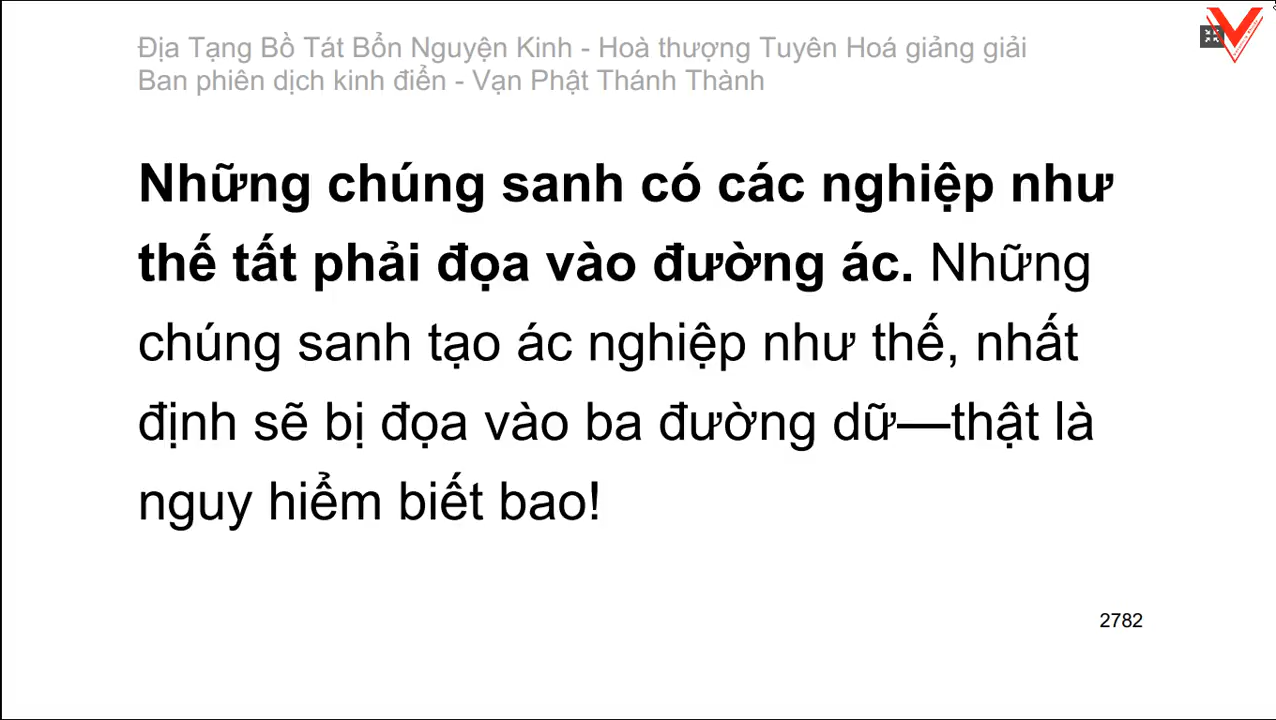 Địa Tạng Bồ Tát Bổn Nguyện Kinh - Hoà thượng Tuyên Hoá giảng giải
Ban phiên dịch kinh điển - Vạn Phật Thánh Thành
Những chúng sanh có các nghiệp như
thế tất phải đọa vào đường ác. Những
chúng sanh tạo ác nghiệp như thế, nhất
định sẽ bị đọa vào ba đường dữ—thật là
nguy hiểm biết bao!
2782